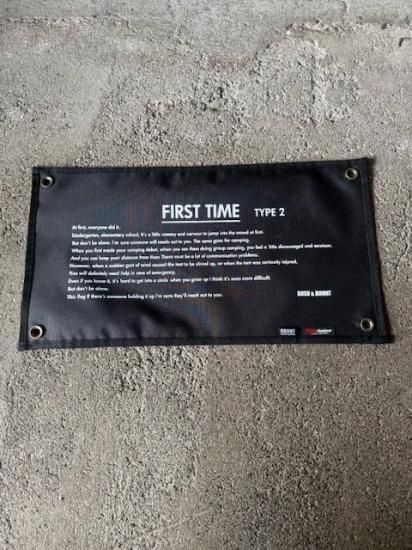 FIRST TIME TYPE 2
At first, everyone did it.
kindergarten, elementary school, It's a little uneasy and nervous to jump into the crowd at first.
But don't be alone. I'm sure someone will reach out to you. The same goes for camping.
When you first made your camping debut, when you see them doing group camping, you feel a little discouraged and anxious.
And you can keep your distance from them There must be a lot of communication problems.
However, when a sudden gust of wind caused the tent to be stirred up, or when the tent was seriously injured,
You will definitely need help in case of emergency.
Even if you know it, it's hard to get into a circle when you grow up I think it's even more difficult.
But don't be alone.
This flag if there's someone holding it up I'm sure they'll reach out to you.